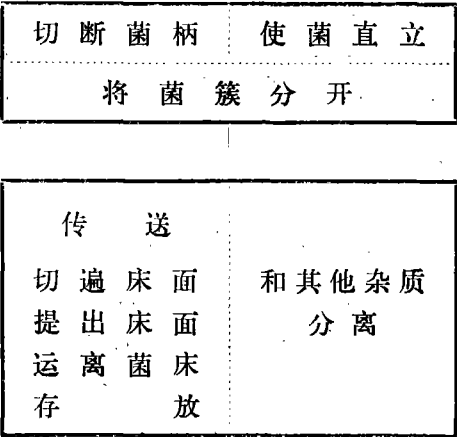 切断菌柄 使菌直立
将菌簇分开
传送
切遍床面
提出床面
运离菌床
存放
和其他杂质
分离